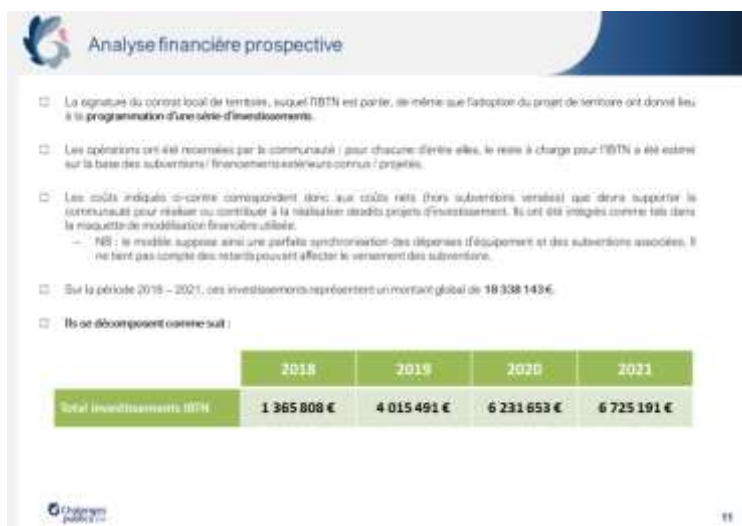 Analyse financière prospective
La signature du contrat local de territoire, auquel l'IBTN est partie, de même que l'adoption du projet de territoire ont donné lieu
à la programmation d'une série d'investissements.
Les opérations ont été recensées par la communauté : pour chacune d'entre elles, le reste à charge pour l'IBTN a été estimé
sur la base des subventions / financements extérieurs connus / projetés.
Les coûts indiqués ci-contre correspondent donc aux coûts nets (hors subventions versées) que devra supporter la
communauté pour réaliser ou contribuer à la réalisation desdits projets d'investissement. Ils ont été intégrés comme tels dans
la maquette de modélisation financière utilisée.
– NB : le modèle suppose ainsi une parfaite synchronisation des dépenses d'équipement et des subventions associées. Il
ne tient pas compte des retards pouvant affecter le versement des subventions.
Sur la période 2018 – 2021, ces investissements représentent un montant global de 18 338 143 €.
Ils se décomposent comme suit :
2018 2019 2020 2021
Total investissements IBTN 1 365 808 € 4 015 491 € 6 231 653 € 6 725 191 €
Challenges
publics
11